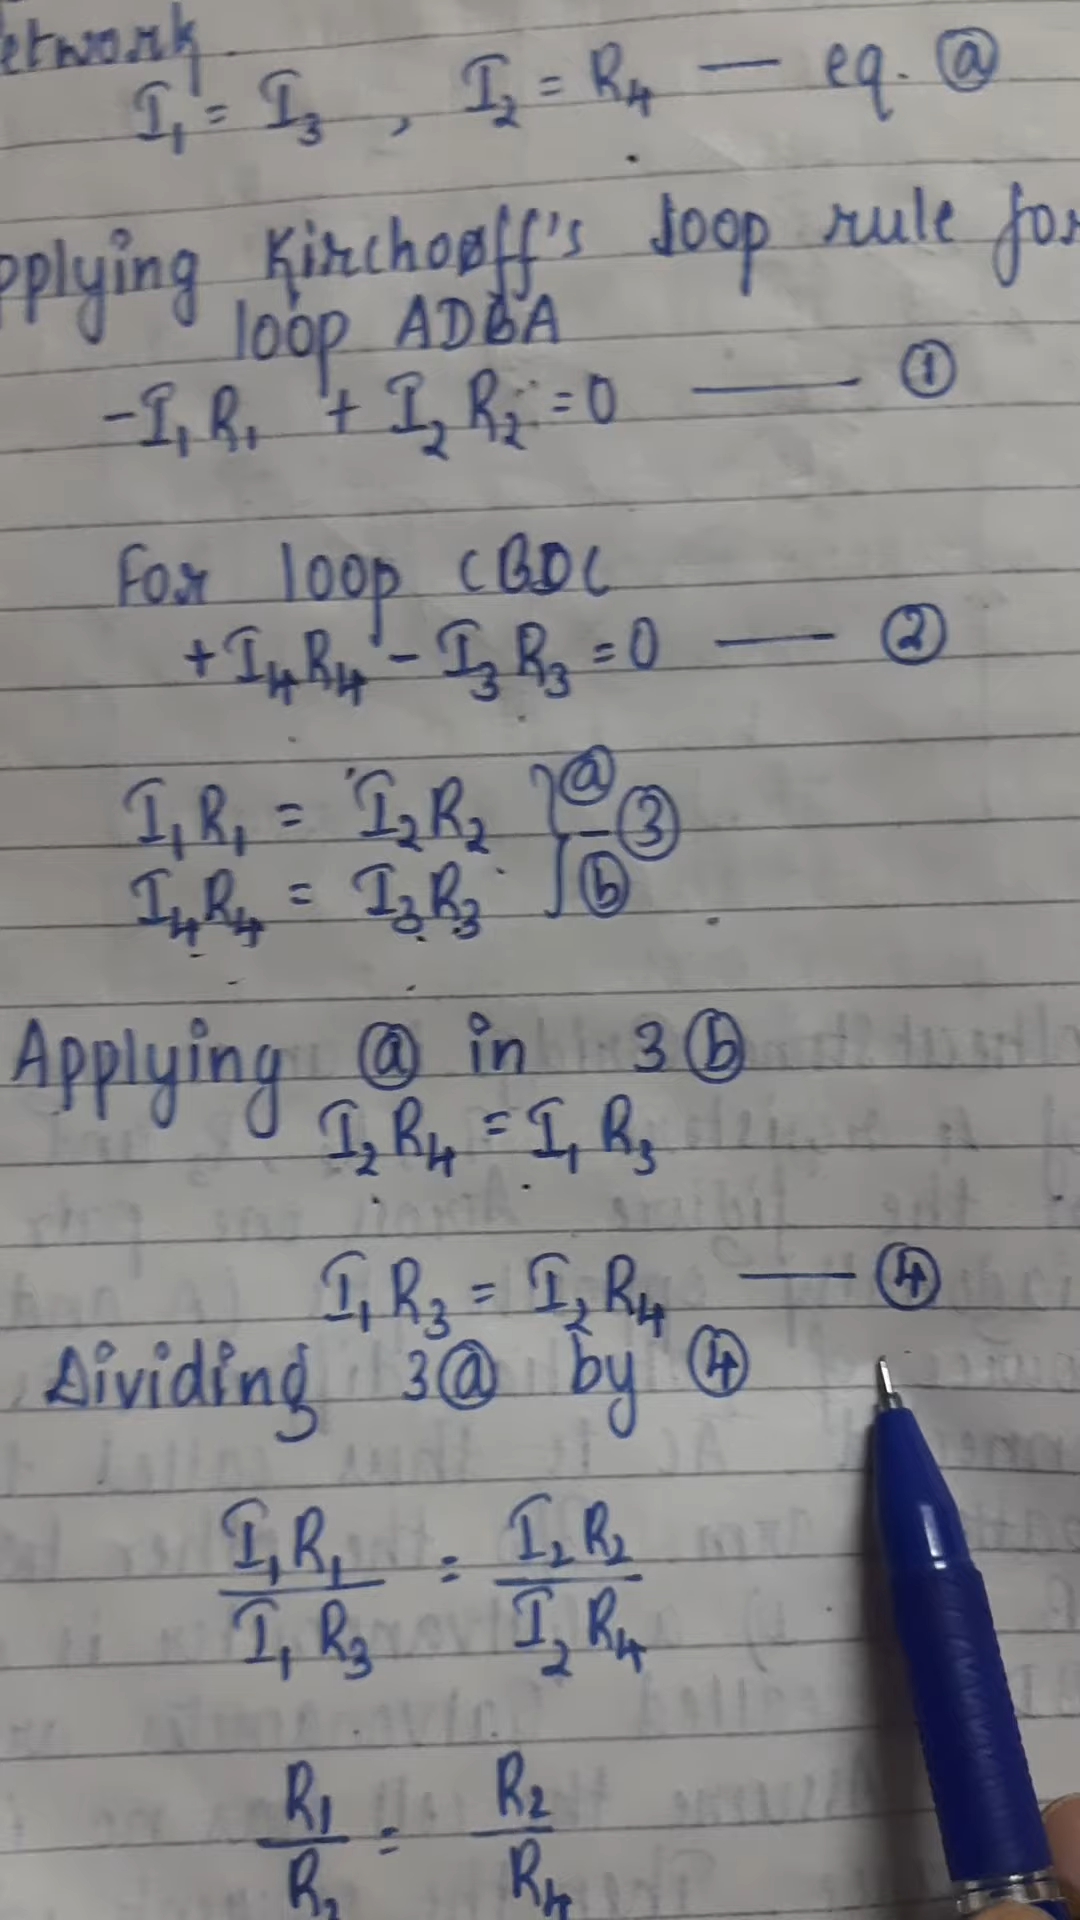 etwork.
I₁ = I₃ , I₂ = R₄ — eq. ⓐ
pplying Kirchooff's loop rule for
loop ADBA
-I₁R₁ + I₂R₂ = 0 —— ①
For loop CBDC
+I₄R₄ - I₃R₃ = 0 —— ②
I₁R₁ = I₂R₂ } ⓐ
— ③
I₄R₄ = I₃R₃ ⓑ
Applying ⓐ in 3ⓑ
I₂R₄ = I₁R₃
I₁R₃ = I₂R₄ —— ④
Dividing 3ⓐ by ④
I₁R₁ / I₁R₃ = I₂R₂ / I₂R₄
R₁ = R₂
R₄